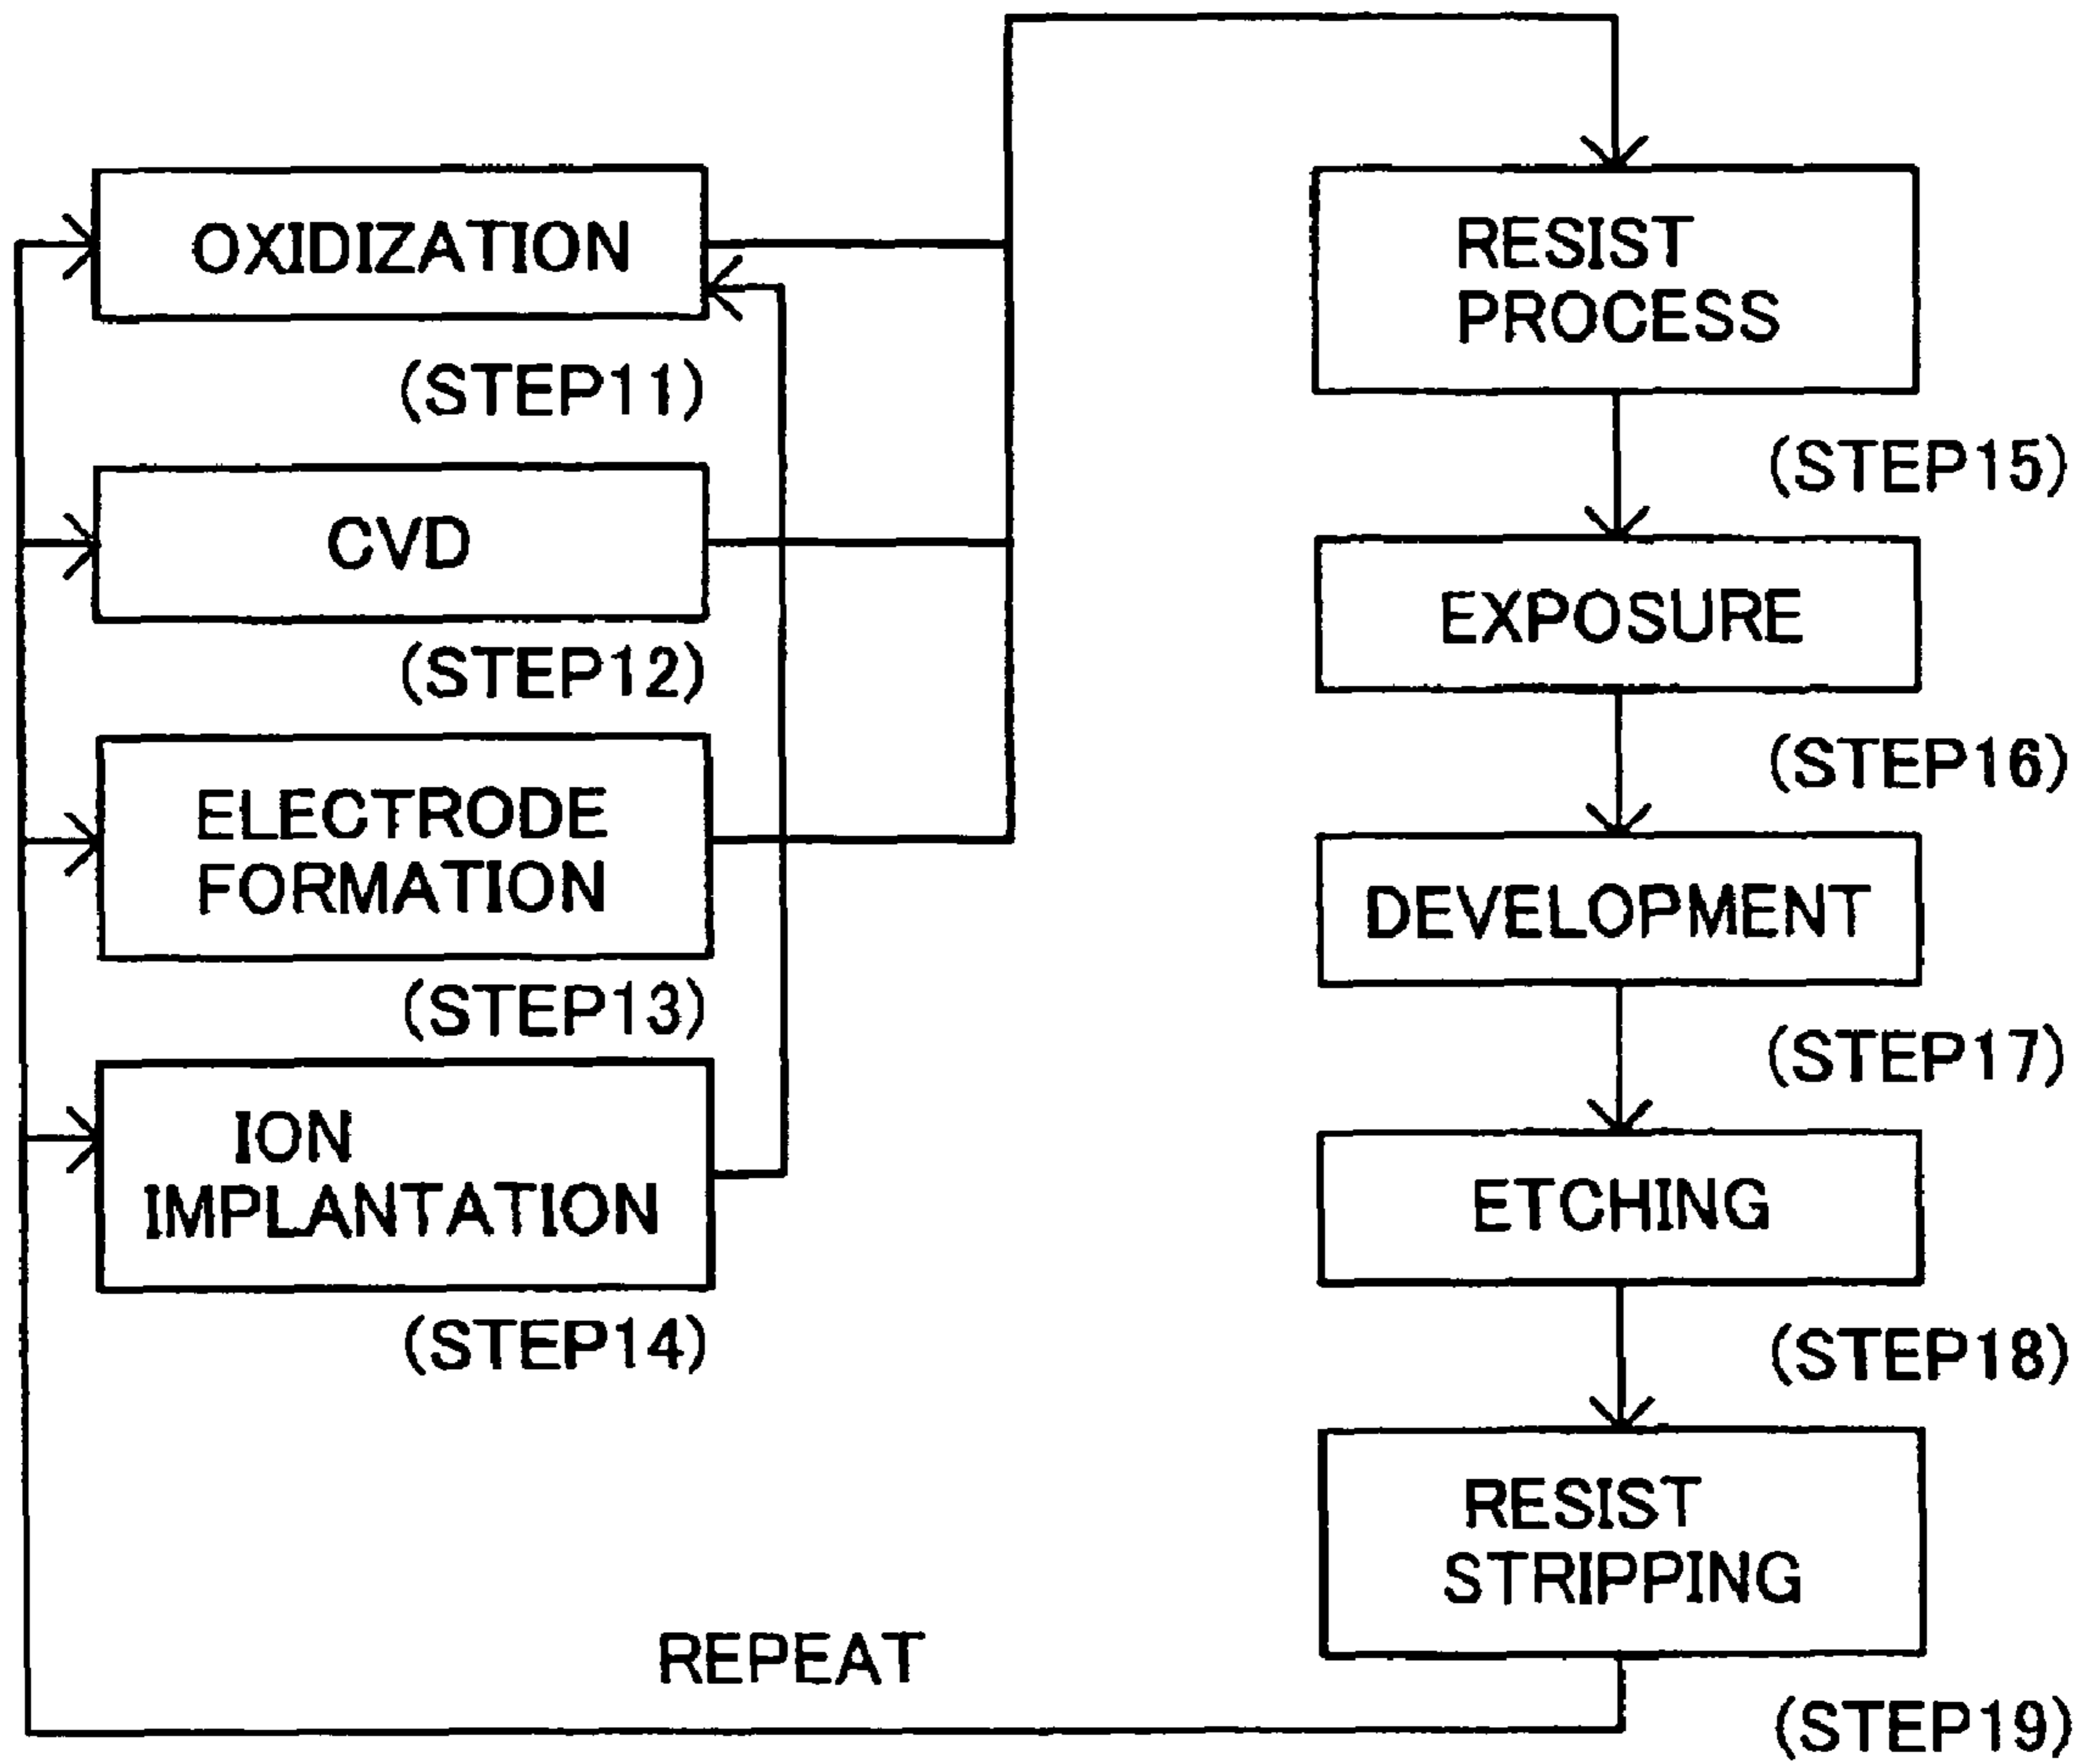 OXIDIZATION
(STEP11)
CVD
(STEP12)
ELECTRODE
FORMATION
(STEP13)
ION
IMPLANTATION
(STEP14)
RESIST
PROCESS
(STEP15)
EXPOSURE
(STEP16)
DEVELOPMENT
(STEP17)
ETCHING
(STEP18)
RESIST
STRIPPING
(STEP19)
REPEAT